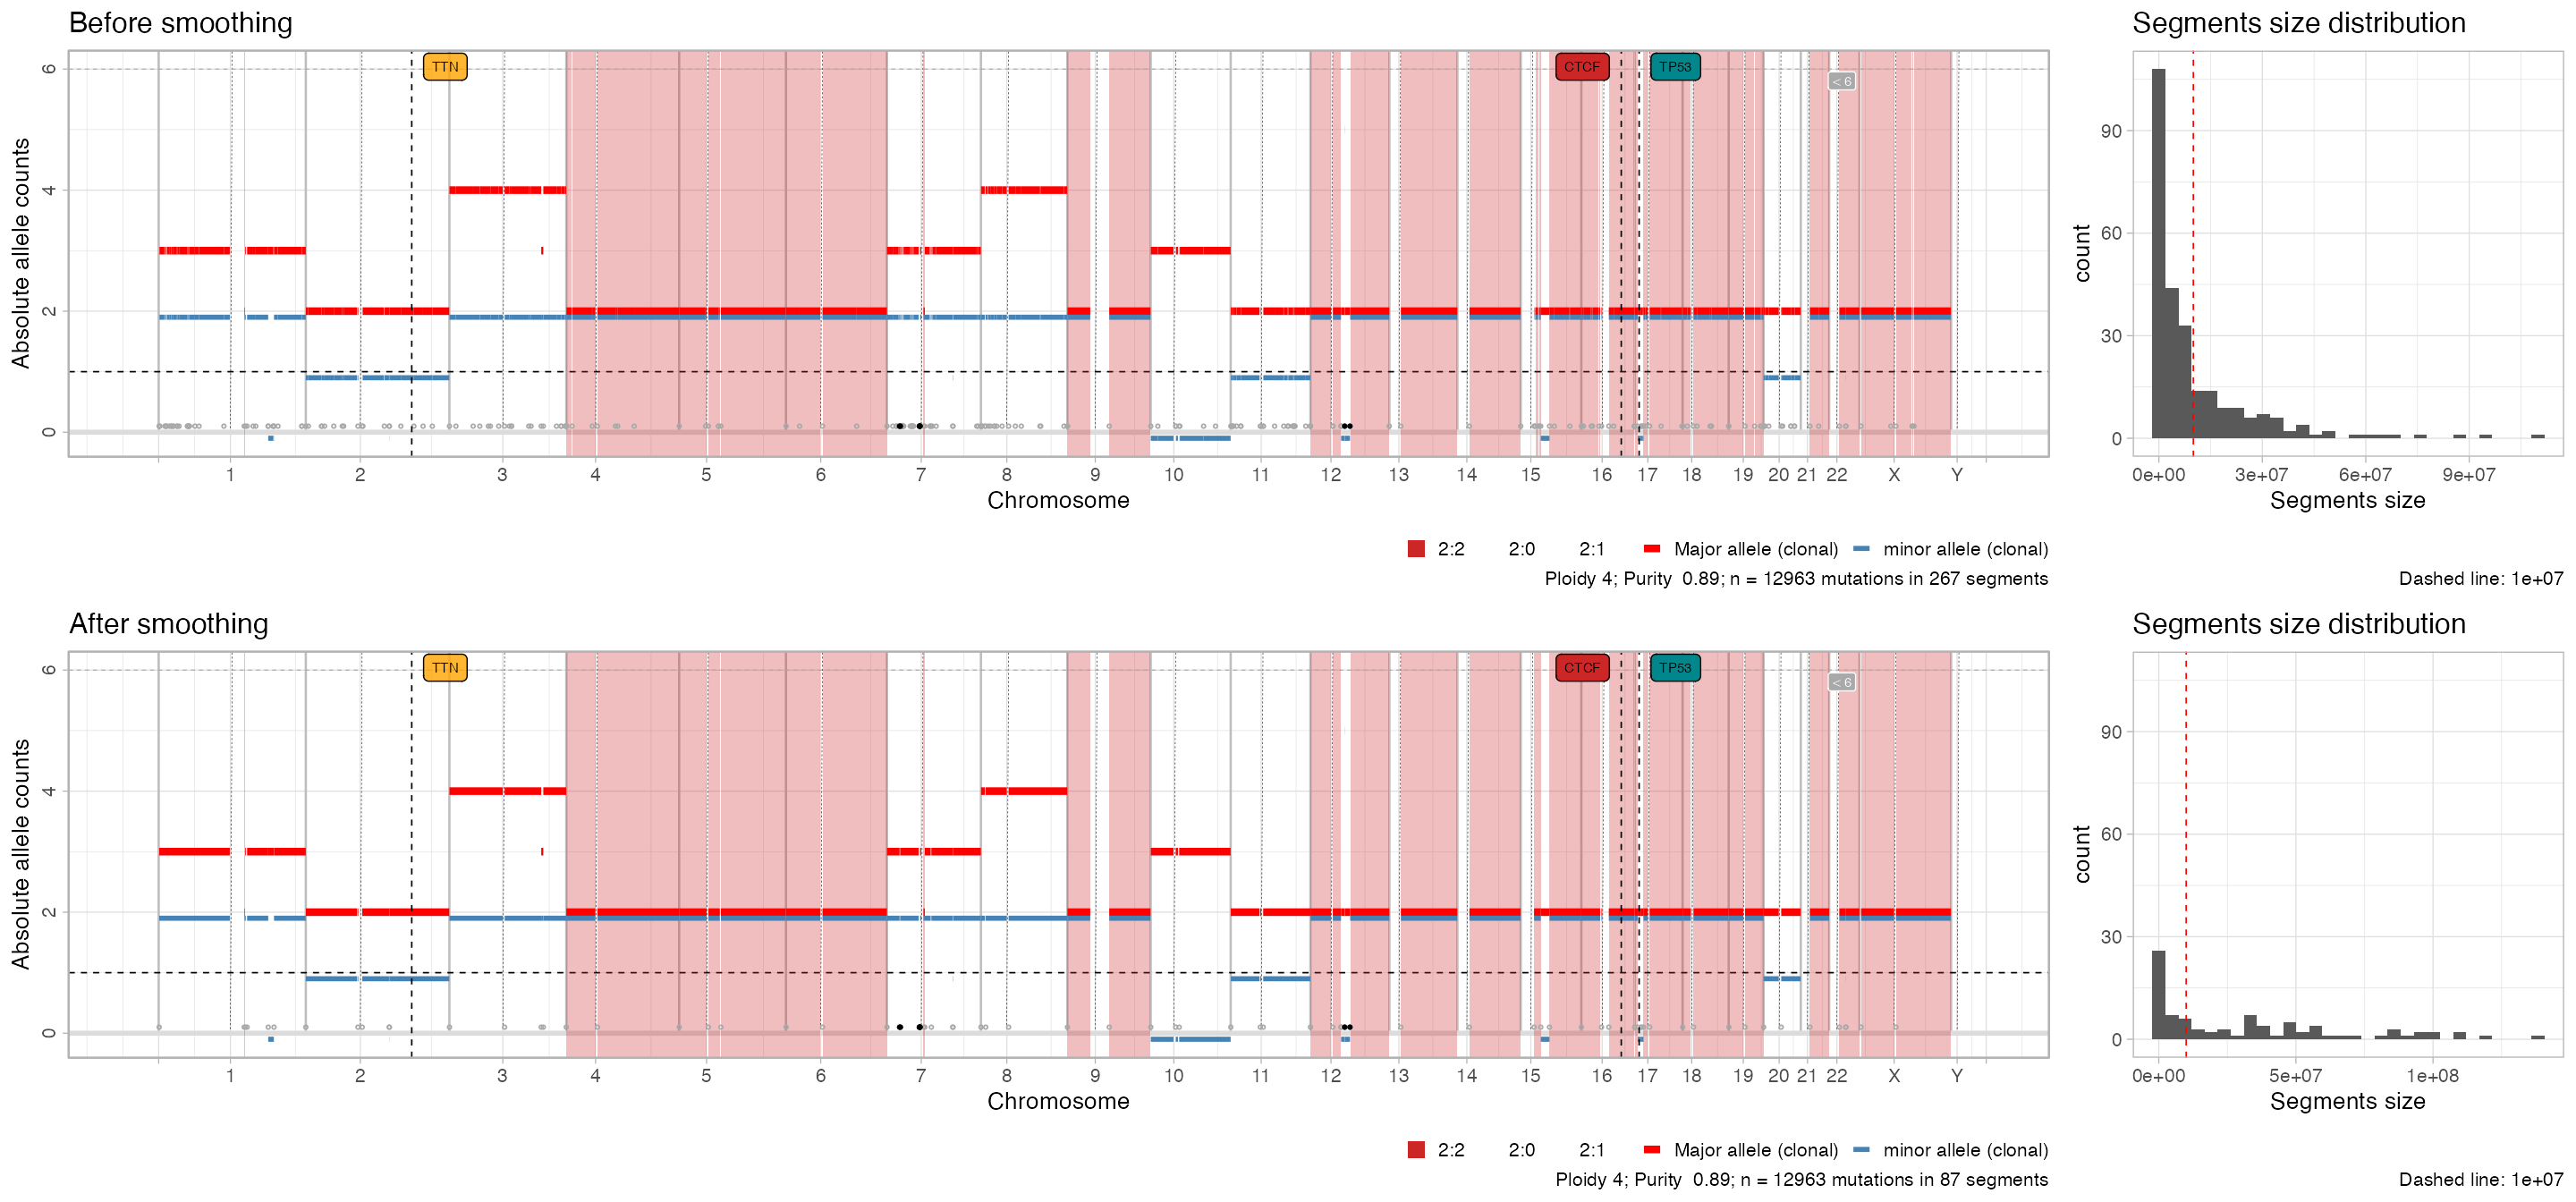 Before smoothing
Segments size distribution
TTN
CTCF
TP53
< 6
6
4
2
0
Absolute allele counts
1 2 3 4 5 6 7 8 9 10 11 12 13 14 15 16 17 18 19 20 21 22 X Y
Chromosome
2:2 2:0 2:1 Major allele (clonal) minor allele (clonal)
Ploidy 4; Purity 0.89; n = 12963 mutations in 267 segments
90
60
30
0
count
0e+00 3e+07 6e+07 9e+07
Segments size
Dashed line: 1e+07
After smoothing
Segments size distribution
TTN
CTCF
TP53
< 6
6
4
2
0
Absolute allele counts
1 2 3 4 5 6 7 8 9 10 11 12 13 14 15 16 17 18 19 20 21 22 X Y
Chromosome
2:2 2:0 2:1 Major allele (clonal) minor allele (clonal)
Ploidy 4; Purity 0.89; n = 12963 mutations in 87 segments
90
60
30
0
count
0e+00 5e+07 1e+08
Segments size
Dashed line: 1e+07